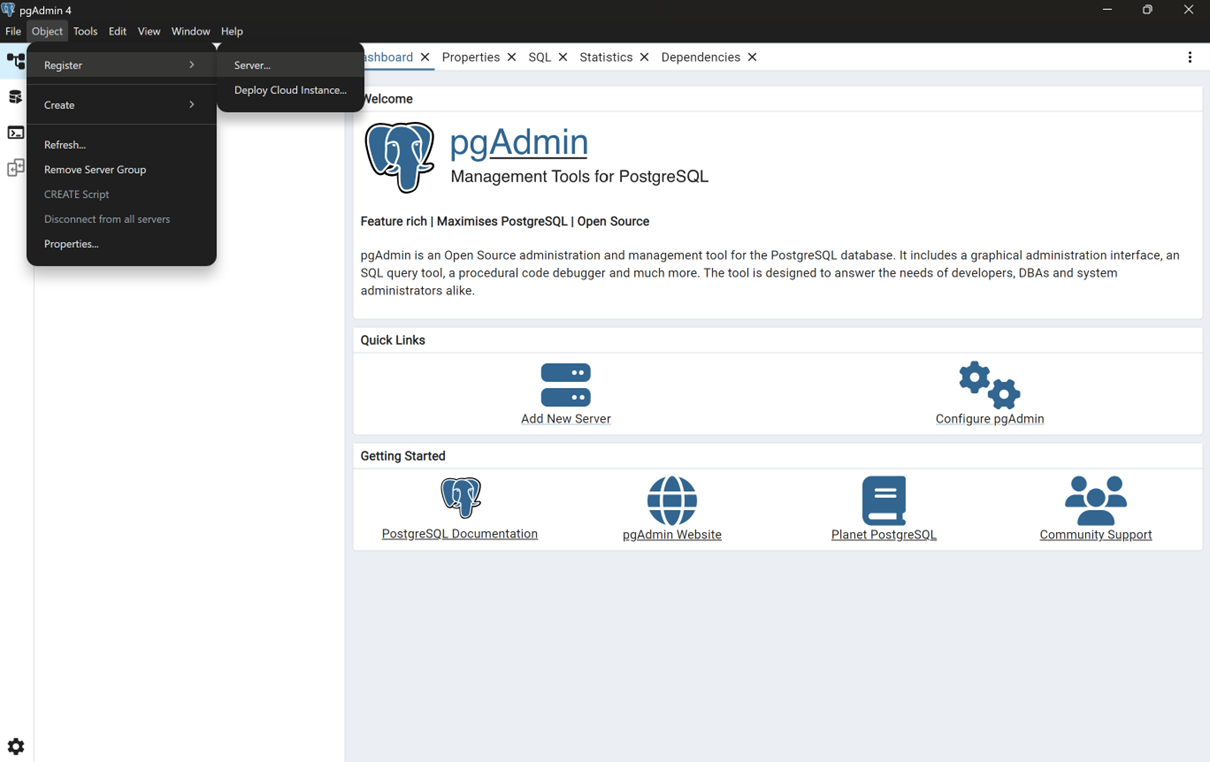 pgAdmin 4
File Object Tools Edit View Window Help
Register
Create
Refresh...
Remove Server Group
CREATE Script
Disconnect from all servers
Properties...
Server...
Deploy Cloud Instance...
ashboard Properties SQL Statistics Dependencies
Welcome
pgAdmin
Management Tools for PostgreSQL
Feature rich | Maximises PostgreSQL | Open Source
pgAdmin is an Open Source administration and management tool for the PostgreSQL database. It includes a graphical administration interface, an
SQL query tool, a procedural code debugger and much more. The tool is designed to answer the needs of developers, DBAs and system
administrators alike.
Quick Links
Add New Server
Configure pgAdmin
Getting Started
PostgreSQL Documentation
pgAdmin Website
Planet PostgreSQL
Community Support